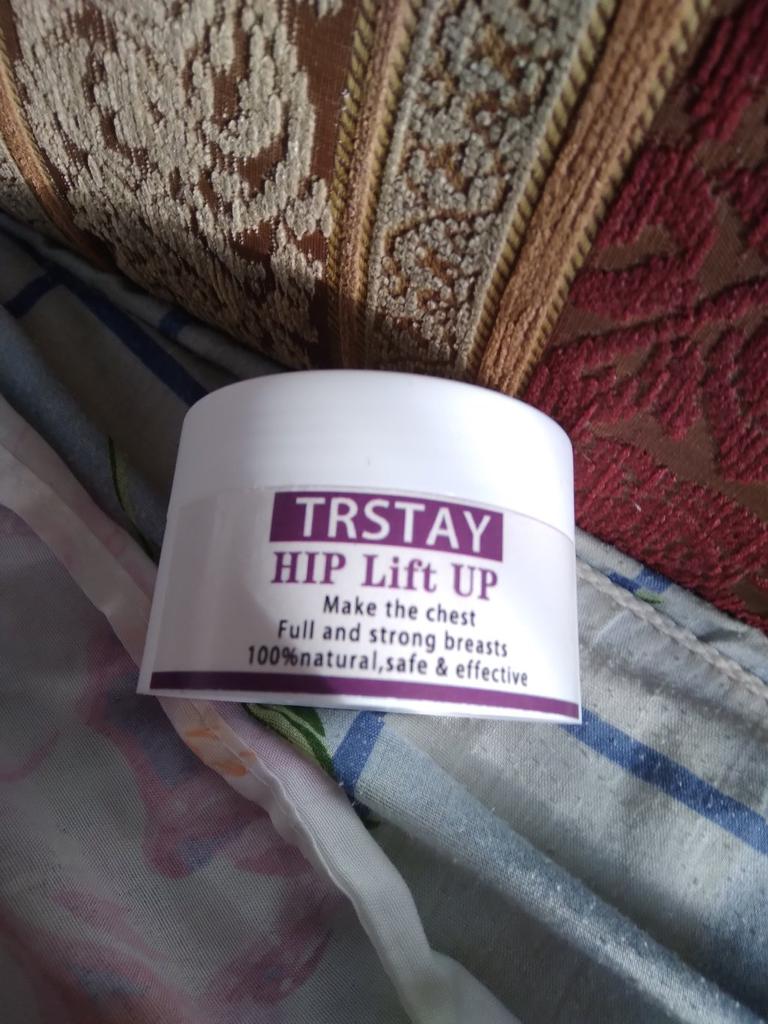 TRSTAY
HIP Lift UP
Make the chest
Full and strong breasts
100%natural,safe & effective